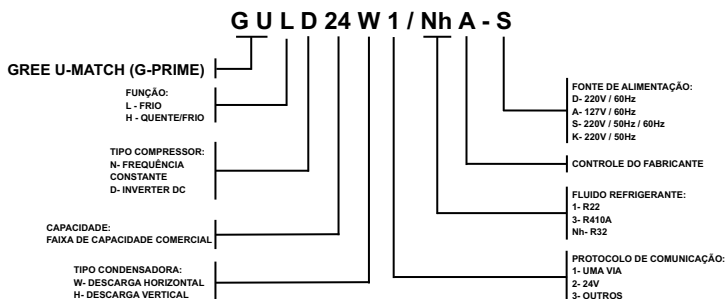 G U L D 24 W 1 / Nh A - S
GREE U-MATCH (G-PRIME)
FUNÇÃO:
L - FRIO
H - QUENTE/FRIO
TIPO COMPRESSOR:
N- FREQUÊNCIA
CONSTANTE
D- INVERTER DC
CAPACIDADE:
FAIXA DE CAPACIDADE COMERCIAL
TIPO CONDENSADORA:
W- DESCARGA HORIZONTAL
H- DESCARGA VERTICAL
FONTE DE ALIMENTAÇÃO:
D- 220V / 60Hz
A- 127V / 60Hz
S- 220V / 50Hz / 60Hz
K- 220V / 50Hz
CONTROLE DO FABRICANTE
FLUIDO REFRIGERANTE:
1- R22
3- R410A
Nh- R32
PROTOCOLO DE COMUNICAÇÃO:
1- UMA VIA
2- 24V
3- OUTROS